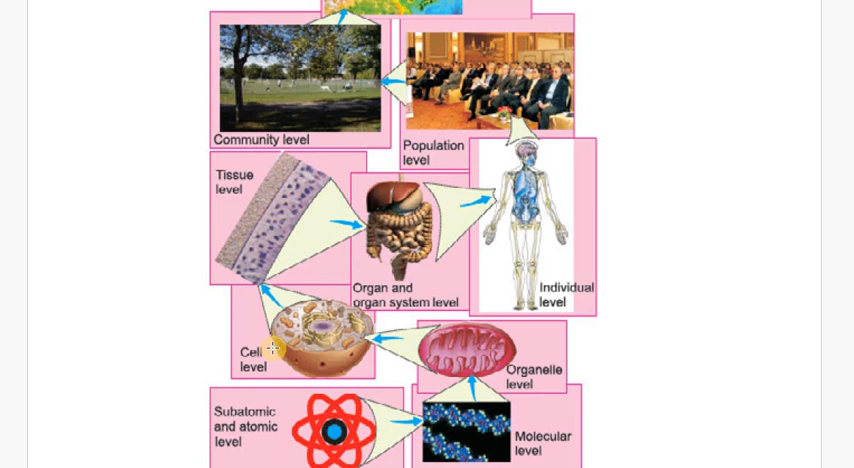 Community level
Population
level
Tissue
level
Organ and
organ system level
Individual
level
Cell
level
Organelle
level
Subatomic
and atomic
level
Molecular
level